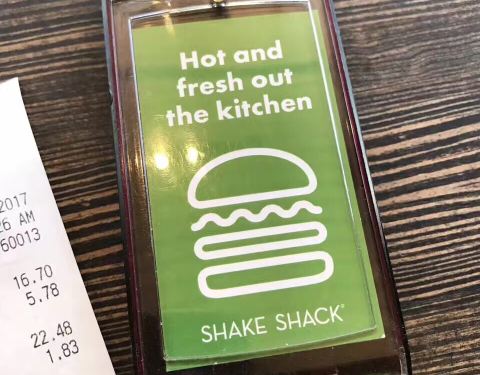 Hot and
fresh out
the kitchen
SHAKE SHACK®
2017
26 AM
60013
16.70
5.78
22.48
1.83